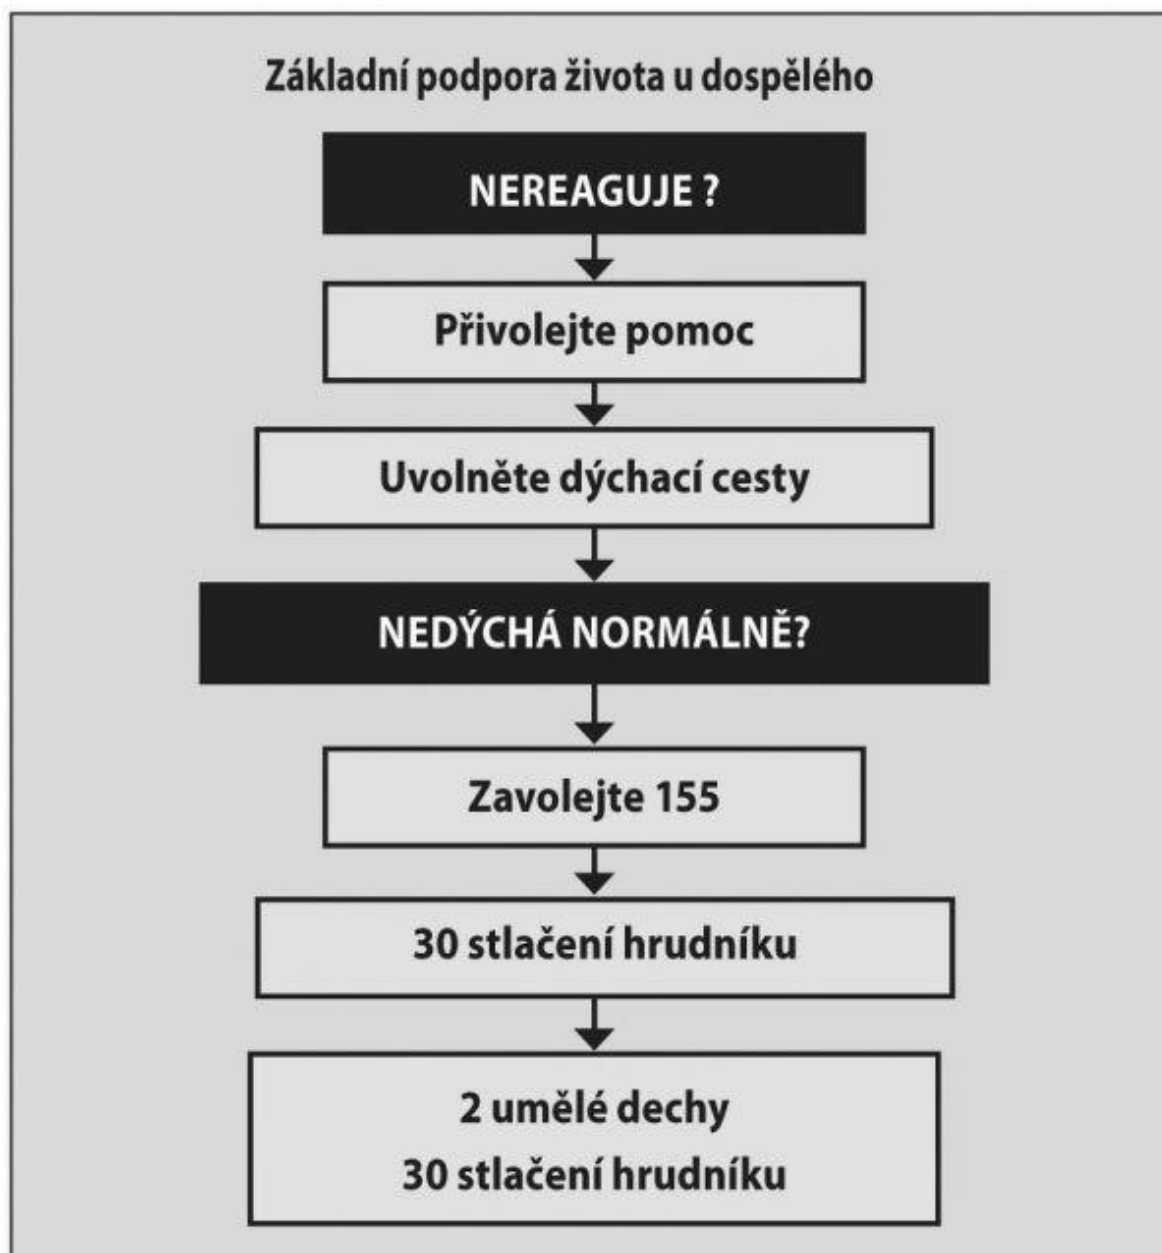 Základní podpora života u dospělého
NEREAGUJE ?
Přivolejte pomoc
Uvolněte dýchací cesty
NEDÝCHÁ NORMÁLNĚ?
Zavolejte 155
30 stlačení hrudníku
2 umělé dechy
30 stlačení hrudníku